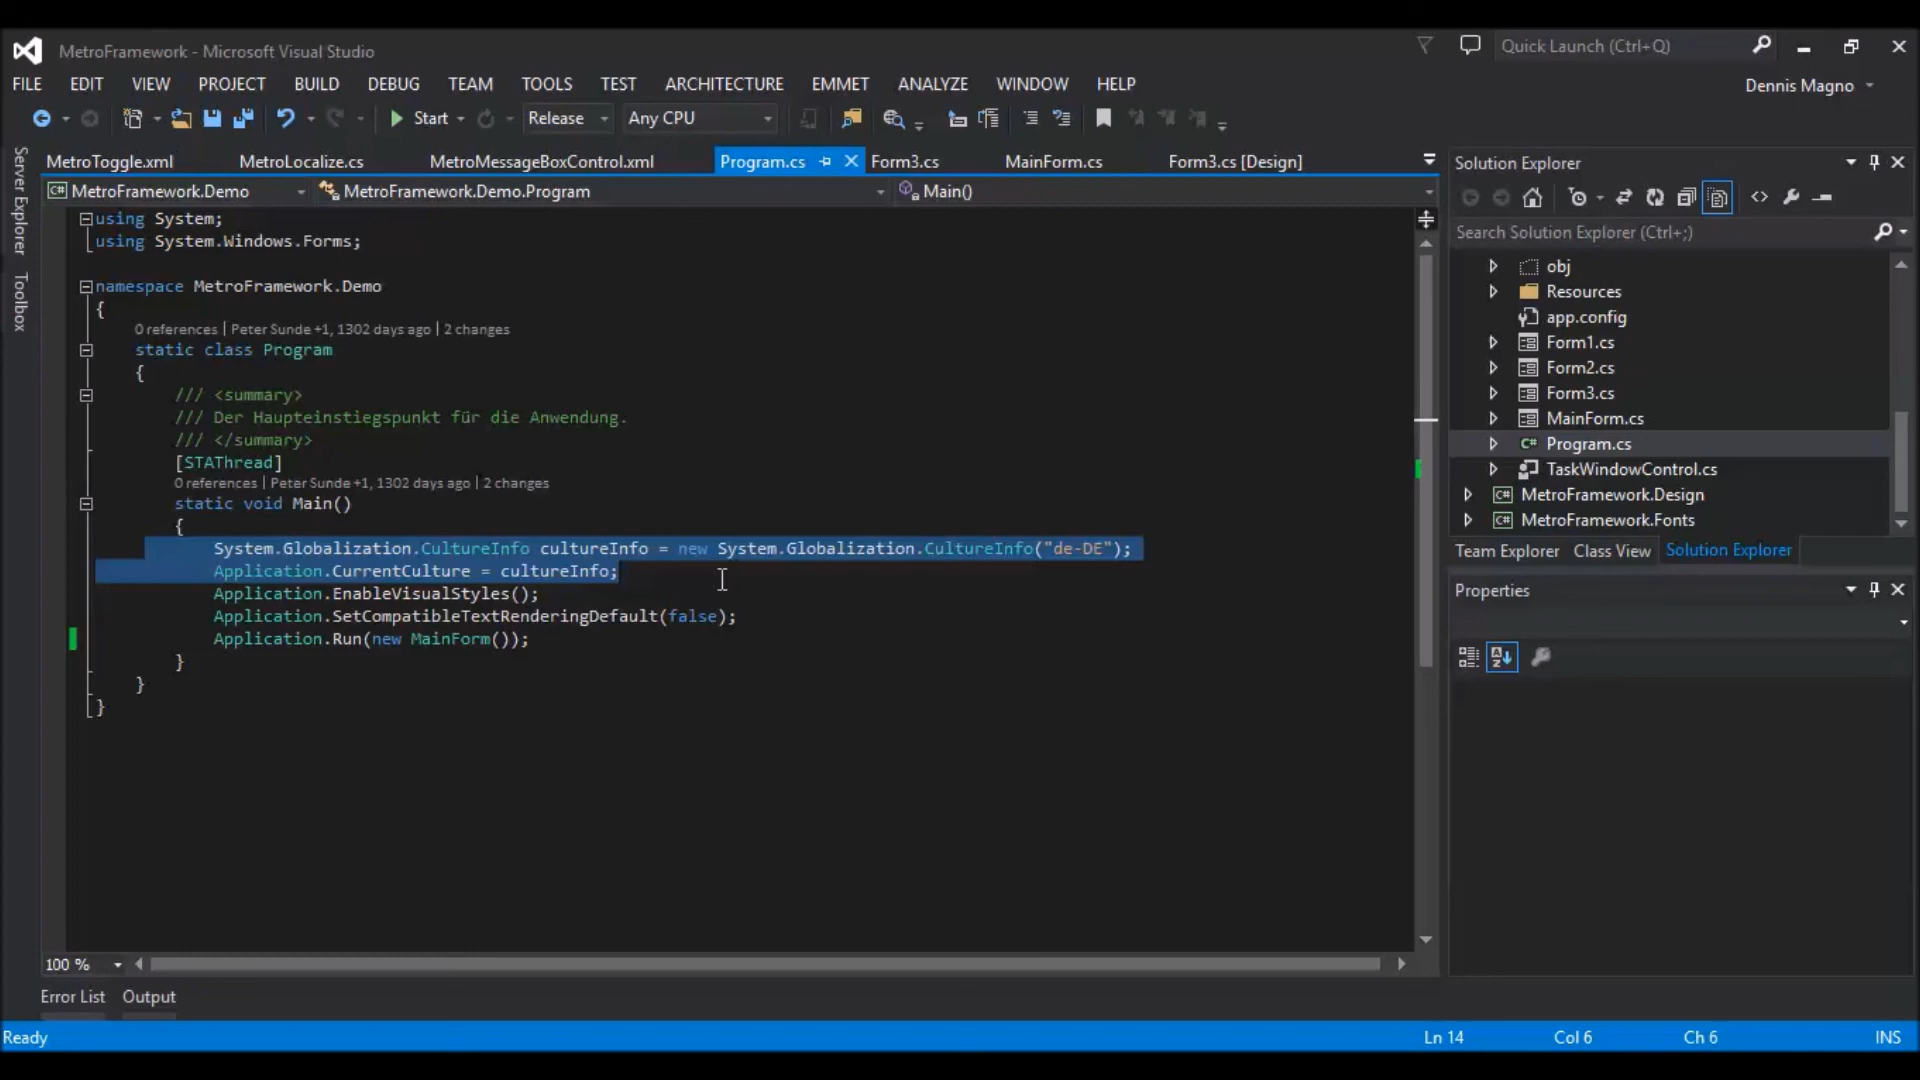 MetroFramework - Microsoft Visual Studio
Quick Launch (Ctrl+Q)
FILE EDIT VIEW PROJECT BUILD DEBUG TEAM TOOLS TEST ARCHITECTURE EMMET ANALYZE WINDOW HELP
Dennis Magno
Start Release Any CPU
Server Explorer
Toolbox
MetroToggle.xml MetroLocalize.cs MetroMessageBoxControl.xml Program.cs Form3.cs MainForm.cs Form3.cs [Design]
MetroFramework.Demo MetroFramework.Demo.Program Main()
using System;
using System.Windows.Forms;
namespace MetroFramework.Demo
{
0 references | Peter Sunde +1, 1302 days ago | 2 changes
static class Program
{
/// <summary>
/// Der Haupteinstiegspunkt für die Anwendung.
/// </summary>
[STAThread]
0 references | Peter Sunde +1, 1302 days ago | 2 changes
static void Main()
{
System.Globalization.CultureInfo cultureInfo = new System.Globalization.CultureInfo("de-DE");
Application.CurrentCulture = cultureInfo;
Application.EnableVisualStyles();
Application.SetCompatibleTextRenderingDefault(false);
Application.Run(new MainForm());
}
}
}
100 %
Solution Explorer
Search Solution Explorer (Ctrl+;)
obj
Resources
app.config
Form1.cs
Form2.cs
Form3.cs
MainForm.cs
C# Program.cs
TaskWindowControl.cs
C# MetroFramework.Design
C# MetroFramework.Fonts
Team Explorer Class View Solution Explorer
Properties
Error List Output
Ready Ln 14 Col 6 Ch 6 INS